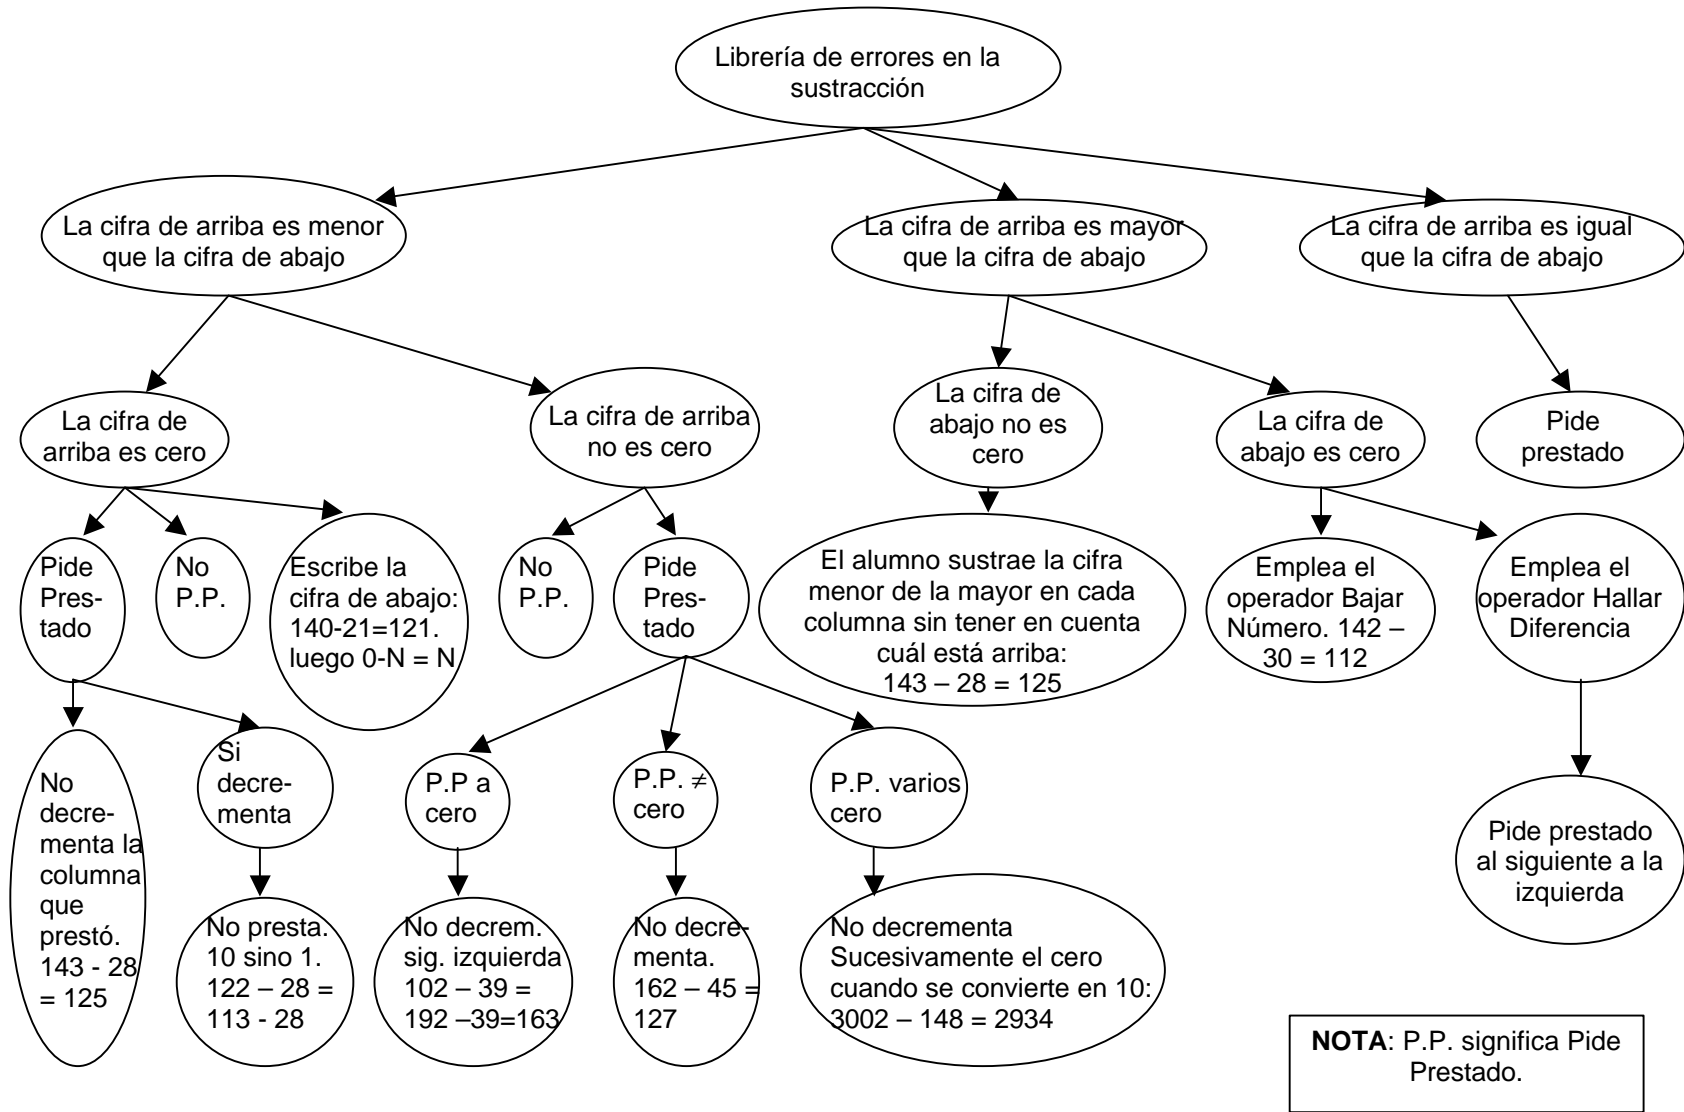 Librería de errores en la
sustracción
La cifra de arriba es menor
que la cifra de abajo
La cifra de arriba es mayor
que la cifra de abajo
La cifra de arriba es igual
que la cifra de abajo
La cifra de
arriba es cero
La cifra de arriba
no es cero
La cifra de
abajo no es
cero
La cifra de
abajo es cero
Pide
prestado
Pide
Pres-
tado
No
P.P.
Escribe la
cifra de abajo:
140-21=121.
luego 0-N = N
No
P.P.
Pide
Pres-
tado
El alumno sustrae la cifra
menor de la mayor en cada
columna sin tener en cuenta
cuál está arriba:
143 – 28 = 125
Emplea el
operador Bajar
Número. 142 –
30 = 112
Emplea el
operador Hallar
Diferencia
No
decre-
menta la
columna
que
prestó.
143 - 28
= 125
Si
decre-
menta
P.P a
cero
P.P. ≠
cero
P.P. varios
cero
Pide prestado
al siguiente a la
izquierda
No presta.
10 sino 1.
122 – 28 =
113 - 28
No decrem.
sig. izquierda
102 – 39 =
192 –39=163
No decre-
menta.
162 – 45 =
127
No decrementa
Sucesivamente el cero
cuando se convierte en 10:
3002 – 148 = 2934
NOTA: P.P. significa Pide
Prestado.